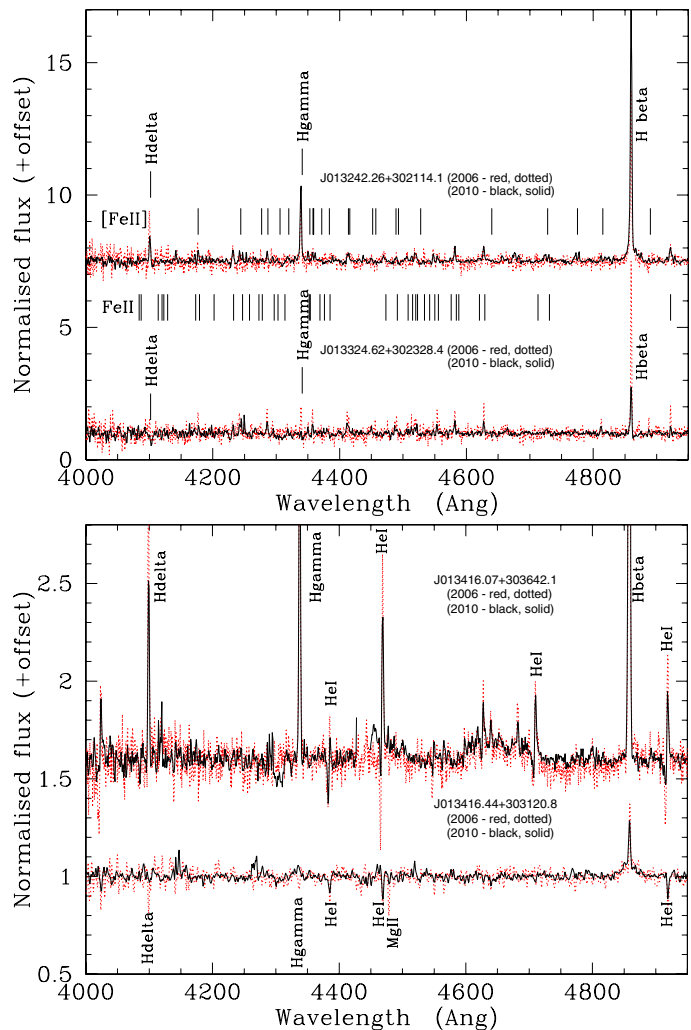 Normalised flux (+offset)
15
10
5
0
Hdelta
Hgamma
H beta
J013242.26+302114.1 (2006 - red, dotted)
(2010 - black, solid)
[FeII]
FeII
Hdelta
Hgamma
Hbeta
J013324.62+302328.4 (2006 - red, dotted)
(2010 - black, solid)
4000
4200
4400
4600
4800
Wavelength (Ang)
Normalised flux (+offset)
2.5
2
1.5
1
0.5
Hdelta
Hgamma
HeI
HeI
HeI
Hbeta
HeI
J013416.07+303642.1
(2006 - red, dotted)
(2010 - black, solid)
J013416.44+303120.8
(2006 - red, dotted)
(2010 - black, solid)
Hdelta
Hgamma
HeI
HeI
MgII
HeI
4000
4200
4400
4600
4800
Wavelength (Ang)